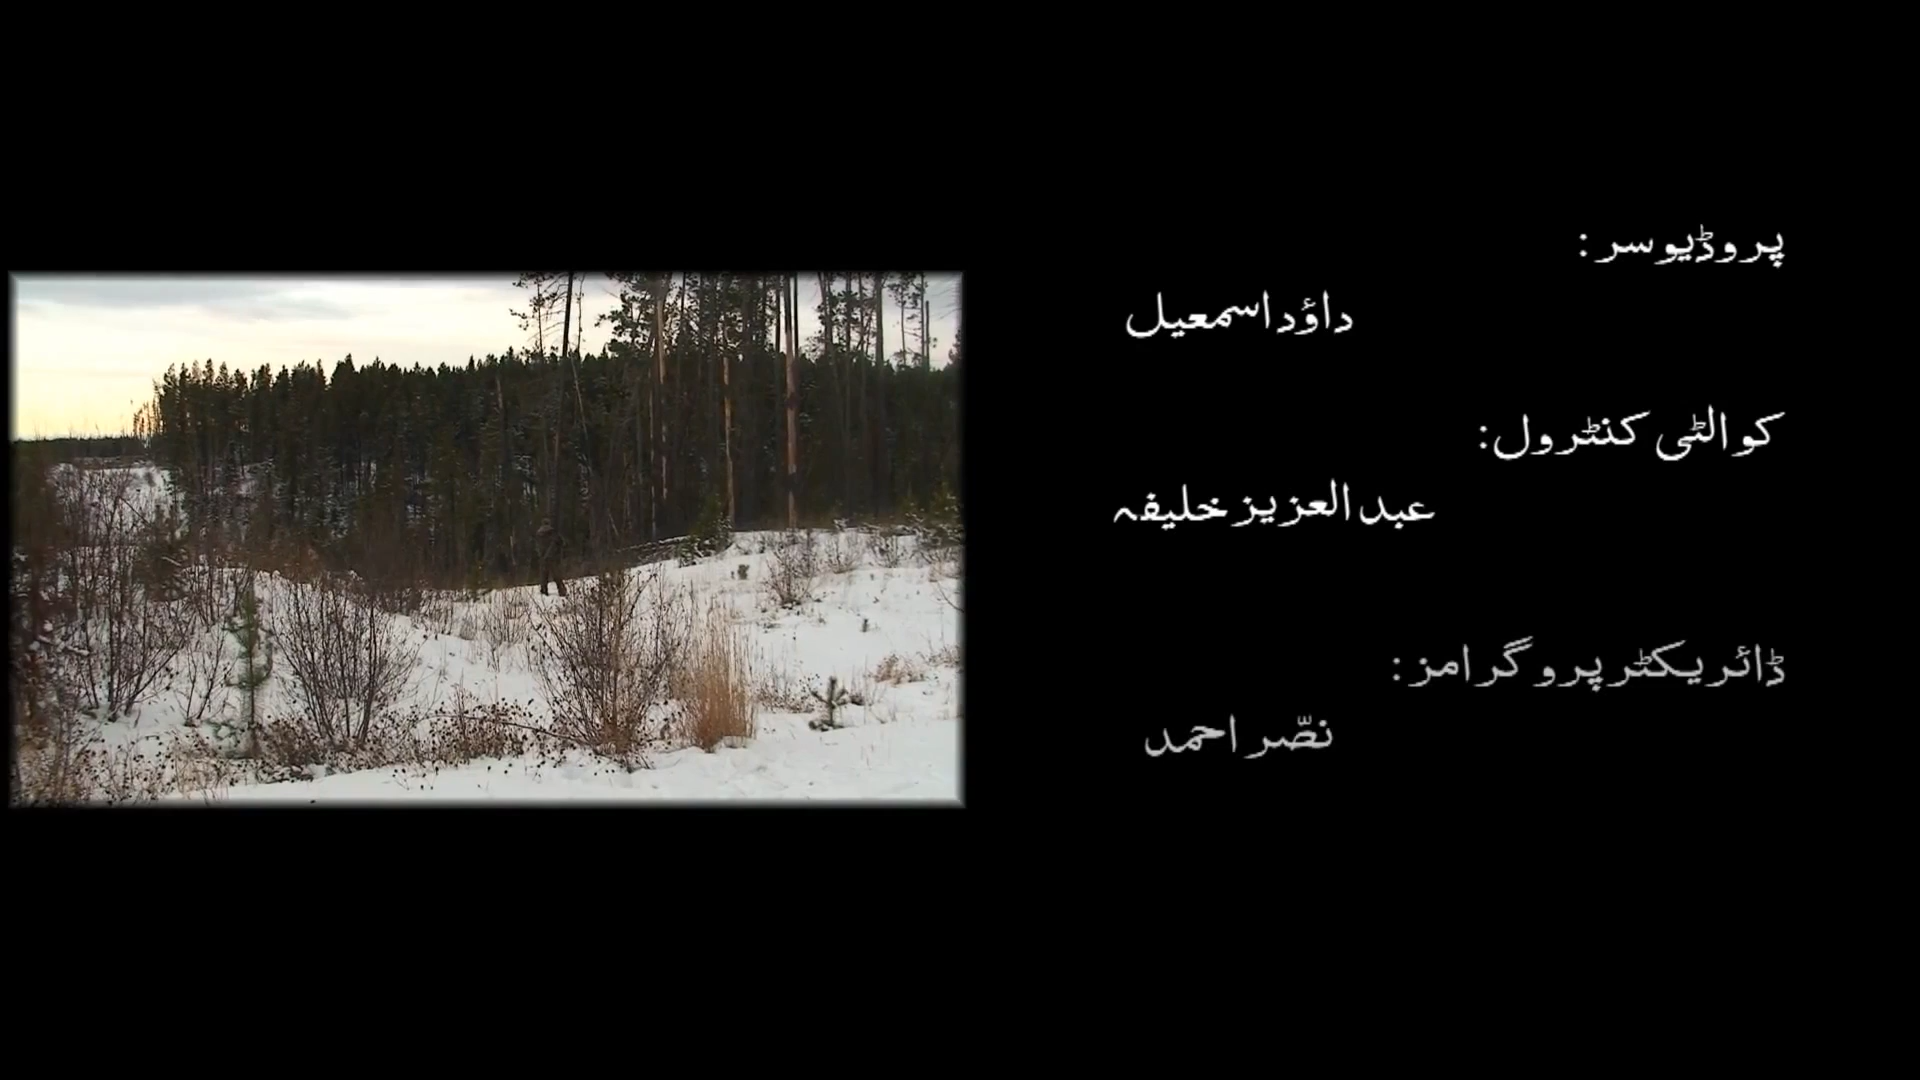 پروڈیوسر:
داؤد اسمعیل
کوالٹی کنٹرول:
عبدالعزیز خلیفہ
ڈائریکٹر پروگرامز:
نصّر احمد